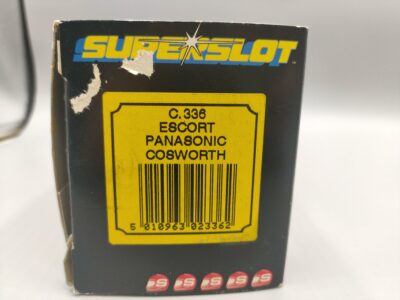 SUPERSLOT
C.336
ESCORT
PANASONIC
COSWORTH
5 010963 023362